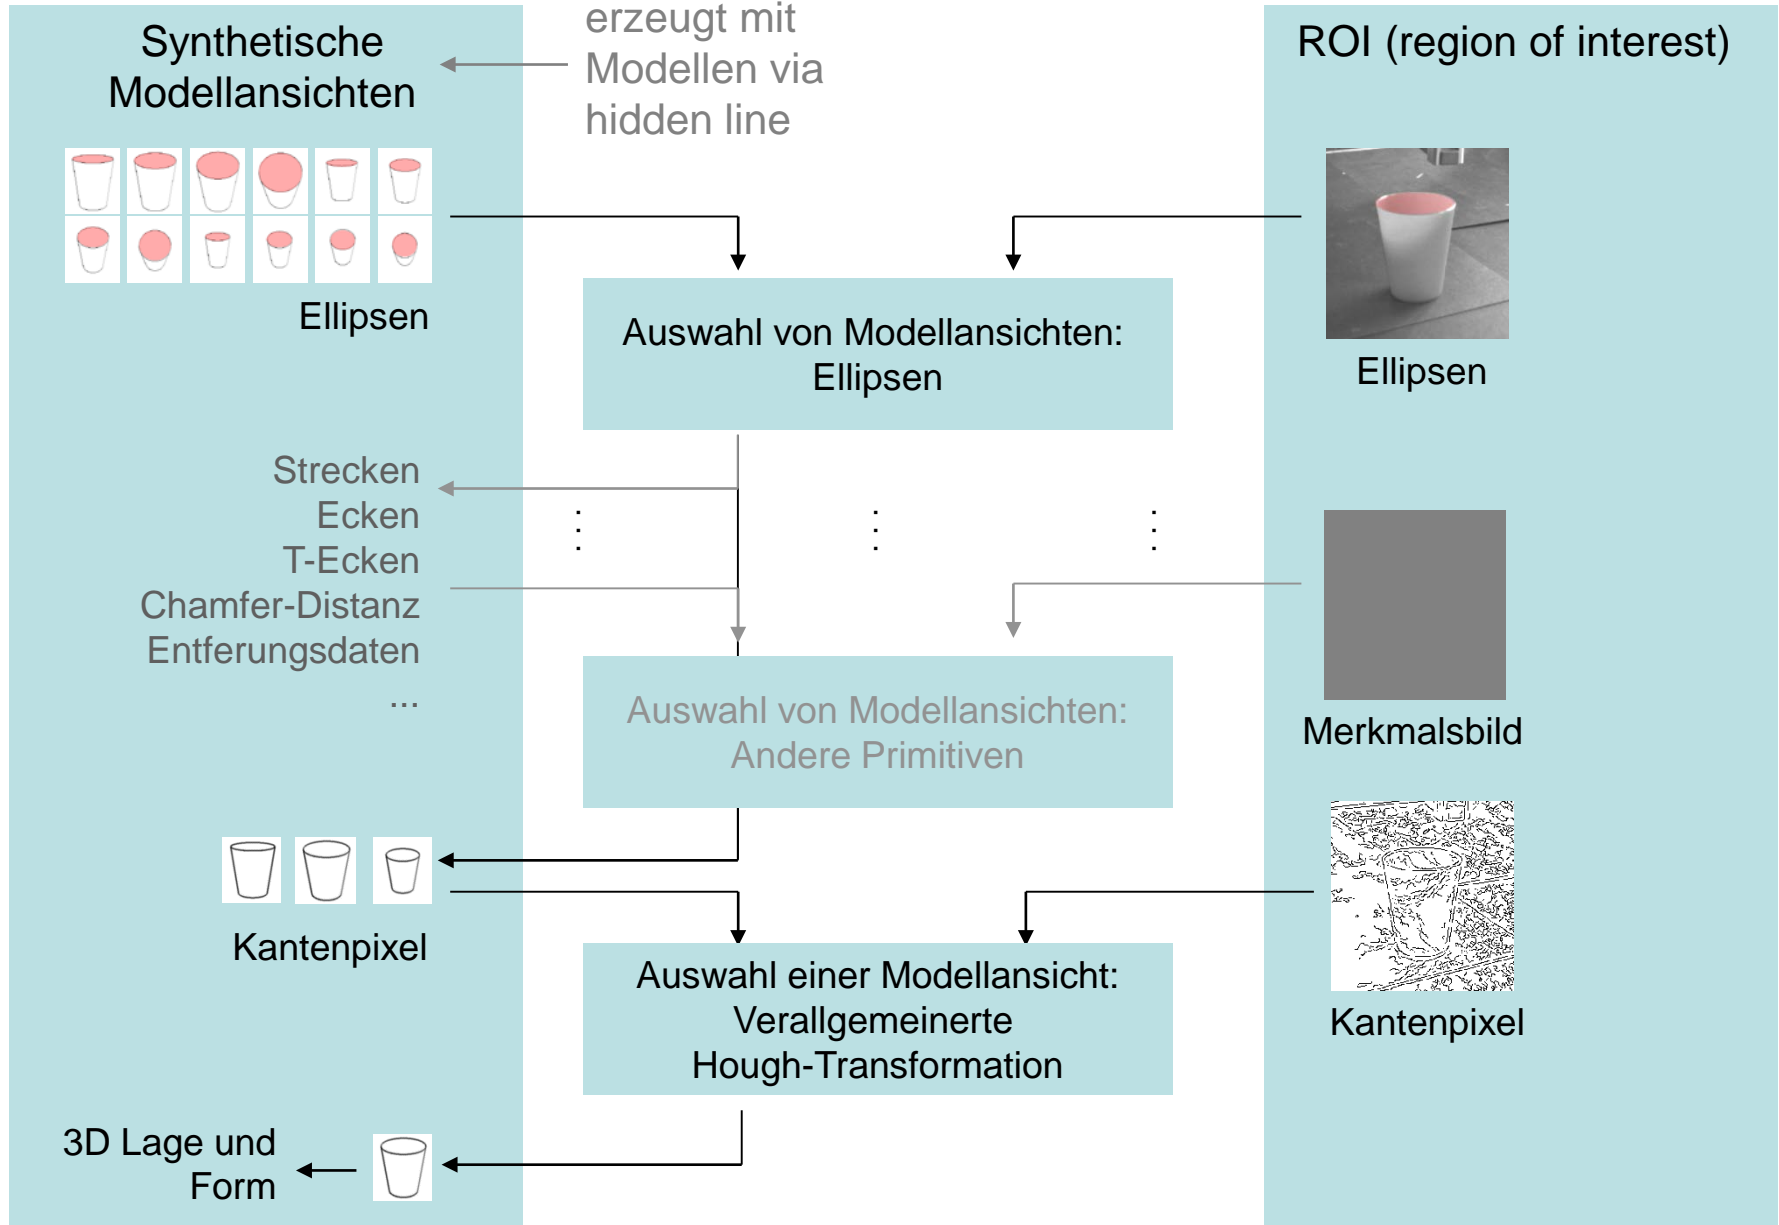 Synthetische
Modellansichten
erzeugt mit
Modellen via
hidden line
ROI (region of interest)
Ellipsen
Auswahl von Modellansichten:
Ellipsen
Ellipsen
Strecken
Ecken
T-Ecken
Chamfer-Distanz
Entferungsdaten
...
Auswahl von Modellansichten:
Andere Primitiven
Merkmalsbild
Kantenpixel
Auswahl einer Modellansicht:
Verallgemeinerte
Hough-Transformation
Kantenpixel
3D Lage und
Form